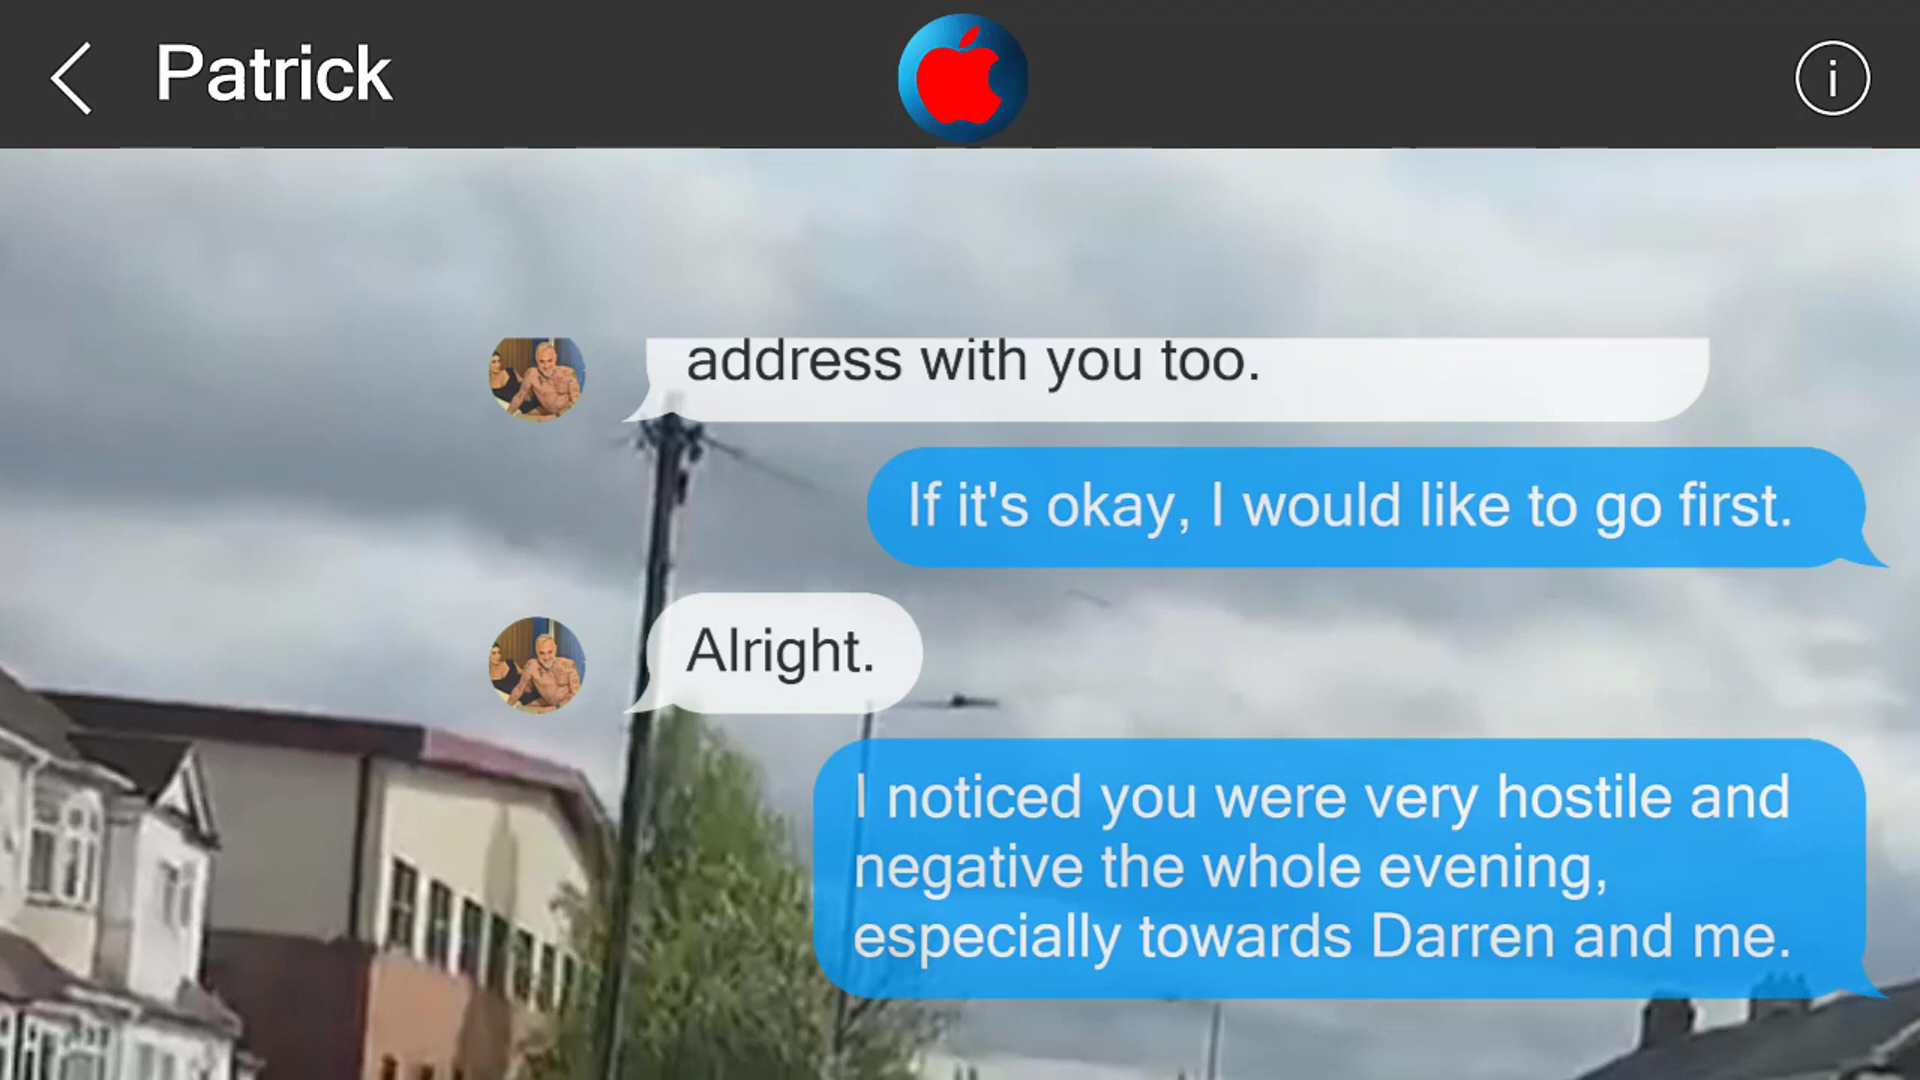 Patrick
address with you too.
If it's okay, I would like to go first.
Alright.
I noticed you were very hostile and
negative the whole evening,
especially towards Darren and me.